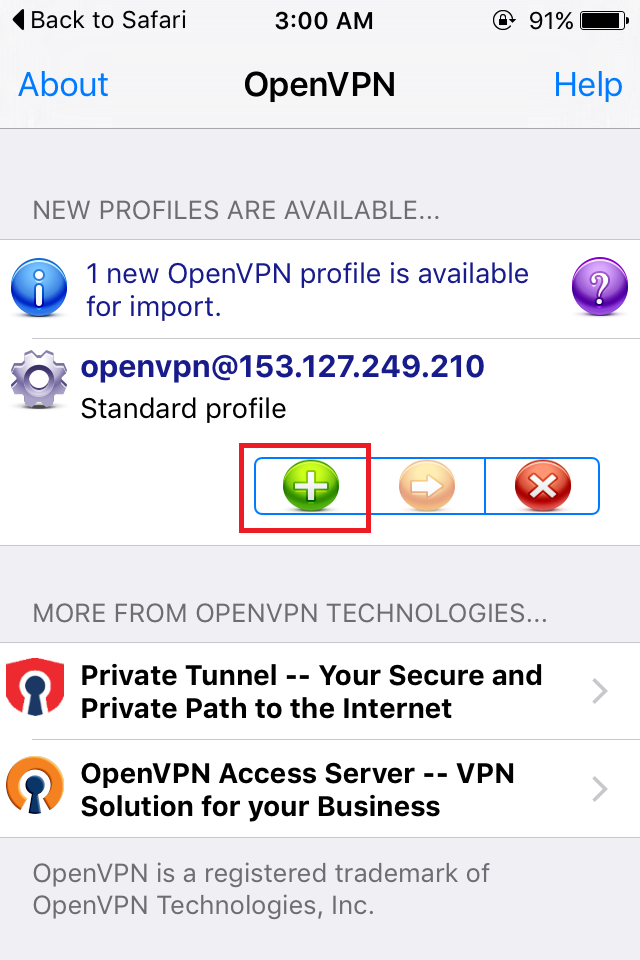 Back to Safari 3:00 AM 91%
About OpenVPN Help
NEW PROFILES ARE AVAILABLE...
1 new OpenVPN profile is available
for import.
openvpn@153.127.249.210
Standard profile
MORE FROM OPENVPN TECHNOLOGIES...
Private Tunnel -- Your Secure and
Private Path to the Internet
OpenVPN Access Server -- VPN
Solution for your Business
OpenVPN is a registered trademark of
OpenVPN Technologies, Inc.